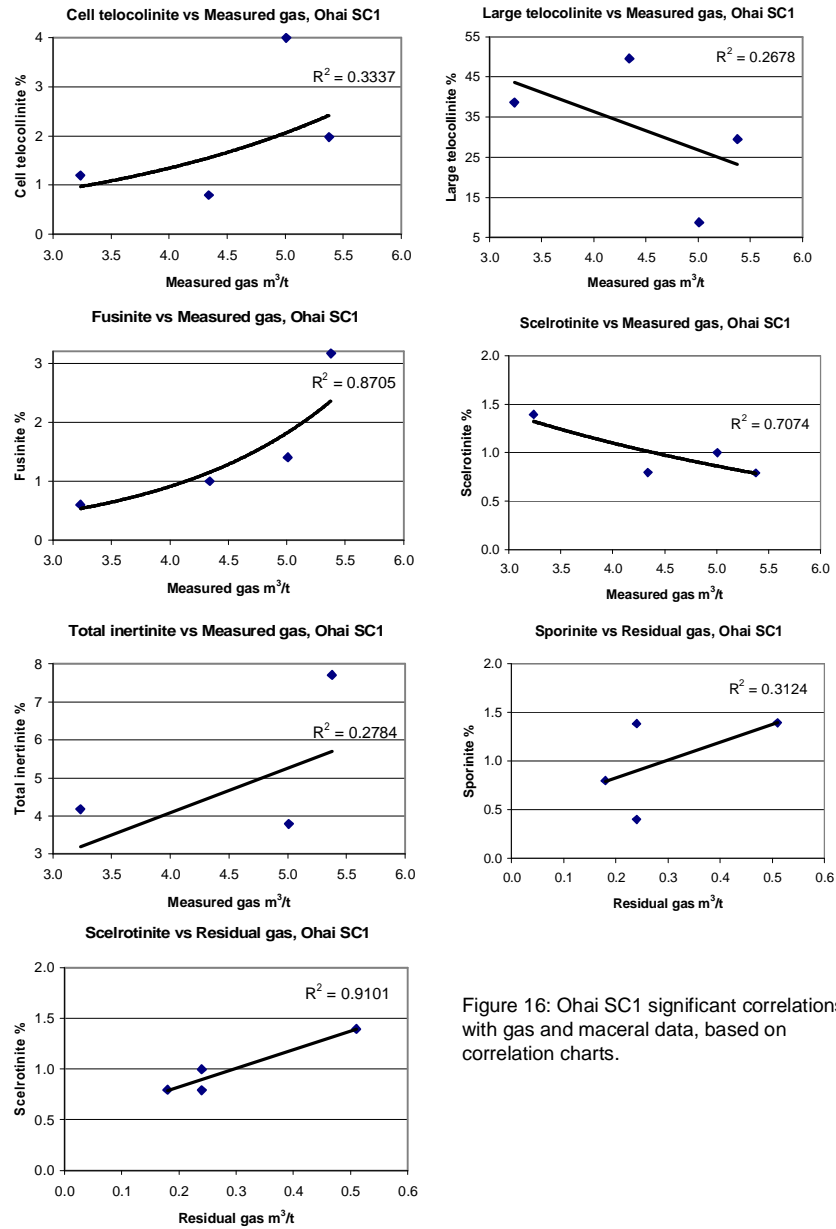 Cell telocolinite vs Measured gas, Ohai SC1
4
3
2
1
0
Cell telocollinite %
R² = 0.3337
3.0 3.5 4.0 4.5 5.0 5.5 6.0
Measured gas m³/t
Large telocolinite vs Measured gas, Ohai SC1
55
45
35
25
15
5
Large telocollinite %
R² = 0.2678
3.0 3.5 4.0 4.5 5.0 5.5 6.0
Measured gas m³/t
Fusinite vs Measured gas, Ohai SC1
3
2
1
0
Fusinite %
R² = 0.8705
3.0 3.5 4.0 4.5 5.0 5.5 6.0
Measured gas m³/t
Scelrotinite vs Measured gas, Ohai SC1
2.0
1.5
1.0
0.5
0.0
Scelrotinite %
R² = 0.7074
3.0 3.5 4.0 4.5 5.0 5.5 6.0
Measured gas m³/t
Total inertinite vs Measured gas, Ohai SC1
8
7
6
5
4
3
Total inertinite %
R² = 0.2784
3.0 3.5 4.0 4.5 5.0 5.5 6.0
Measured gas m³/t
Sporinite vs Residual gas, Ohai SC1
2.0
1.5
1.0
0.5
0.0
Sporinite %
R² = 0.3124
0.0 0.1 0.2 0.3 0.4 0.5 0.6
Residual gas m³/t
Scelrotinite vs Residual gas, Ohai SC1
2.0
1.5
1.0
0.5
0.0
Scelrotinite %
R² = 0.9101
0.0 0.1 0.2 0.3 0.4 0.5 0.6
Residual gas m³/t
Figure 16: Ohai SC1 significant correlations
with gas and maceral data, based on
correlation charts.